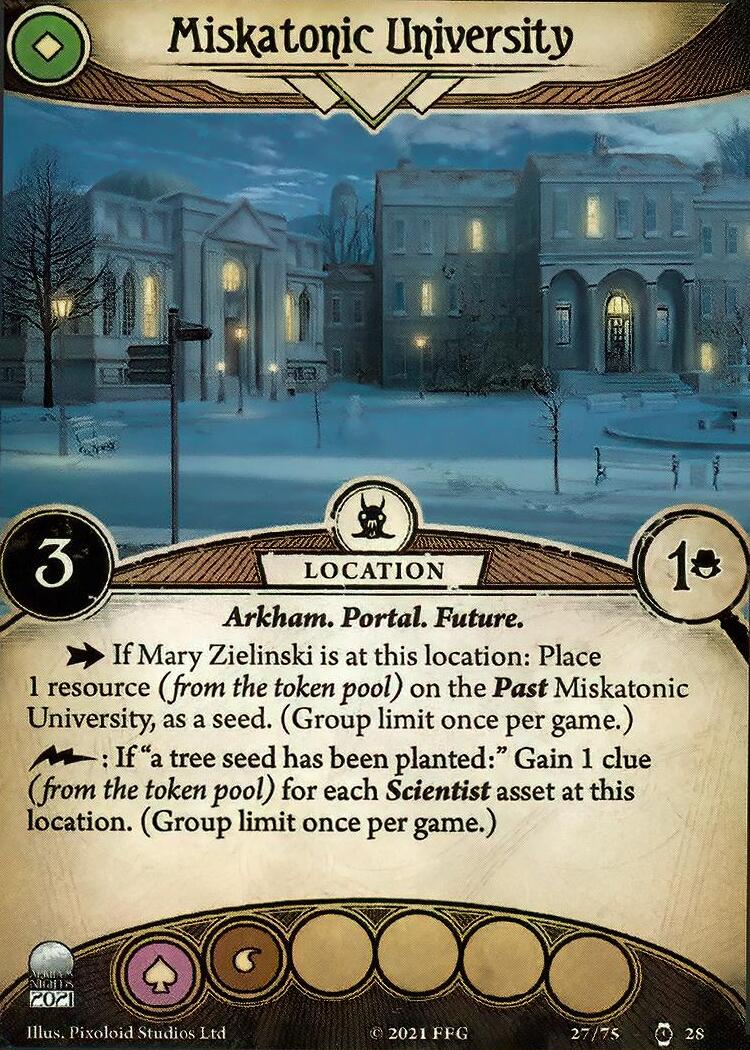 Miskatonic University
3
LOCATION
1
Arkham. Portal. Future.
If Mary Zielinski is at this location: Place
1 resource (from the token pool) on the Past Miskatonic
University, as a seed. (Group limit once per game.)
: If “a tree seed has been planted:” Gain 1 clue
(from the token pool) for each Scientist asset at this
location. (Group limit once per game.)
ARKHAM
NIGHTS
2021
Illus. Pixoloid Studios Ltd
© 2021 FFG
27/75
28